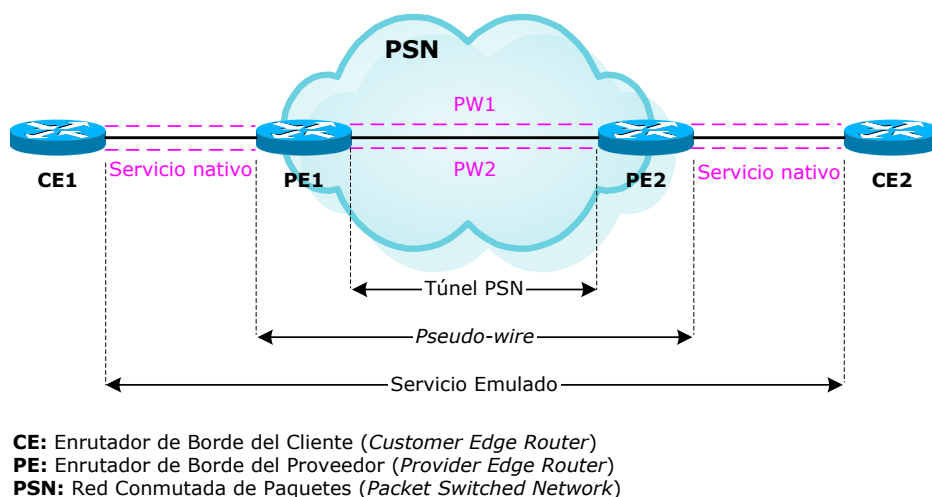 PSN
PW1
Servicio nativo
PW2
Servicio nativo
CE1
PE1
PE2
CE2
Túnel PSN
Pseudo-wire
Servicio Emulado
CE: Enrutador de Borde del Cliente (Customer Edge Router)
PE: Enrutador de Borde del Proveedor (Provider Edge Router)
PSN: Red Conmutada de Paquetes (Packet Switched Network)